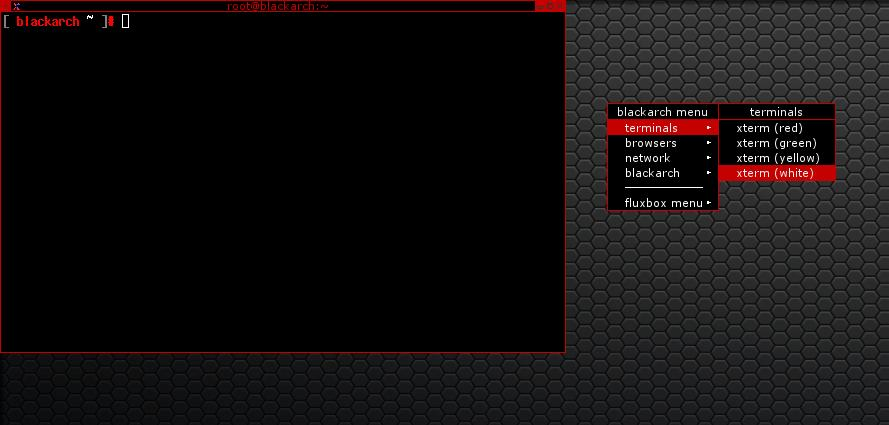 root@blackarch:~
[ blackarch ~ ]#
blackarch menu
terminals
browsers
network
blackarch
fluxbox menu
terminals
xterm (red)
xterm (green)
xterm (yellow)
xterm (white)